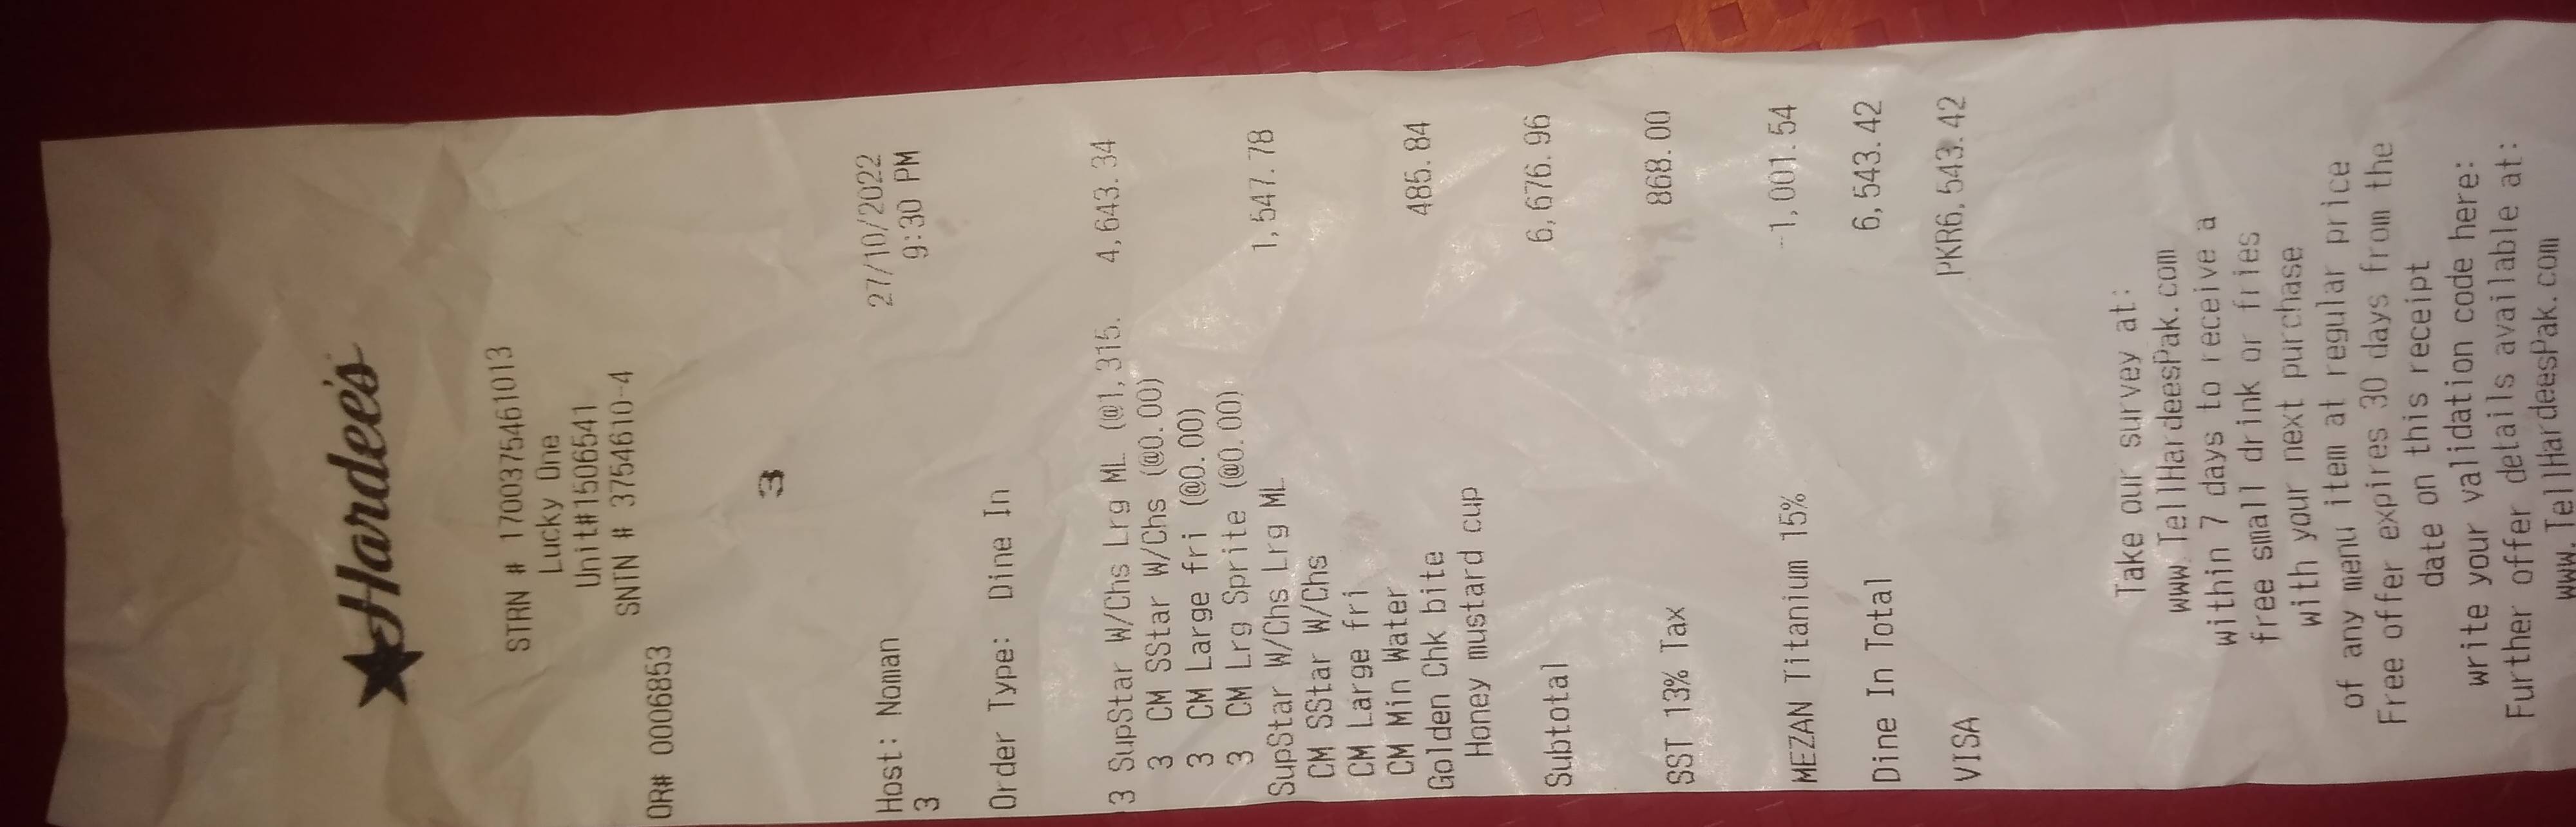 Hardee's
STRN # 1700375461013
Lucky One
Unit#1506541
SNTN # 3754610-4
OR# 0006853
3
Host: Noman 27/10/2022
3 9:30 PM
Order Type: Dine In
3 SupStar W/Chs Lrg ML (@1,315. 4,643.34
3 CM SStar W/Chs (@0.00)
3 CM Large fri (@0.00)
3 CM Lrg Sprite (@0.00)
SupStar W/Chs Lrg ML 1,547.78
CM SStar W/Chs
CM Large fri
CM Min Water
Golden Chk bite 485.84
Honey mustard cup
Subtotal 6,676.96
SST 13% Tax 868.00
MEZAN Titanium 15% -1,001.54
Dine In Total 6,543.42
VISA PKR6,543.42
Take our survey at:
www.TellHardeesPak.com
within 7 days to receive a
free small drink or fries
with your next purchase
of any menu item at regular price
Free offer expires 30 days from the
date on this receipt
write your validation code here:
Further offer details available at:
www.TellHardeesPak.com